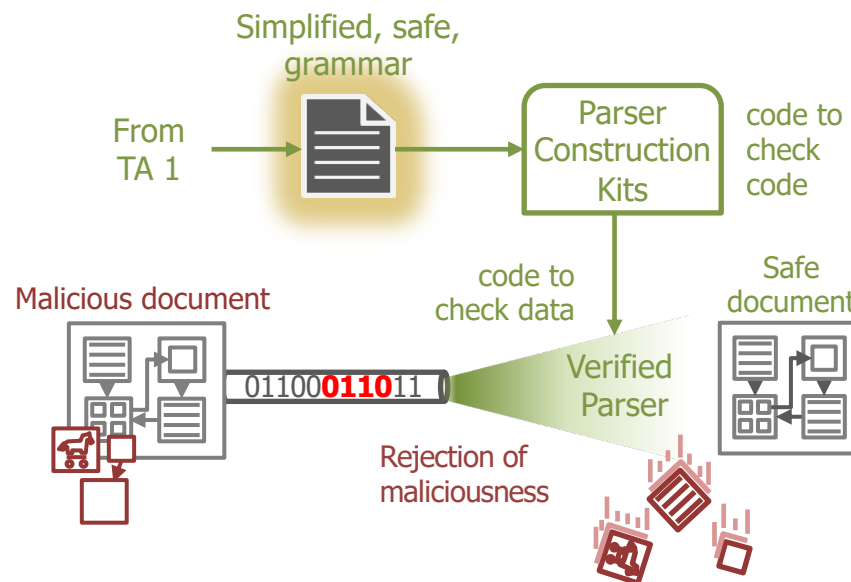 Simplified, safe,
grammar
From
TA 1
Parser
Construction
Kits
code to
check
code
code to
check data
Safe
document
Malicious document
01100011011
Verified
Parser
Rejection of
maliciousness